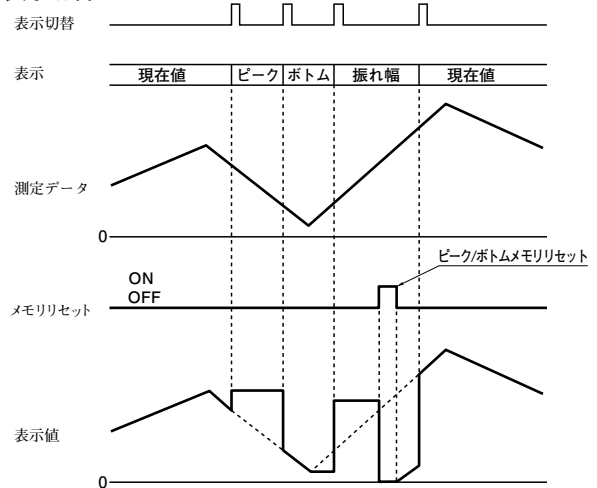 表示切替
表示
現在値 ピーク ボトム 振れ幅 現在値
測定データ
0
ピーク/ボトムメモリリセット
ON
OFF
メモリリセット
表示値
0